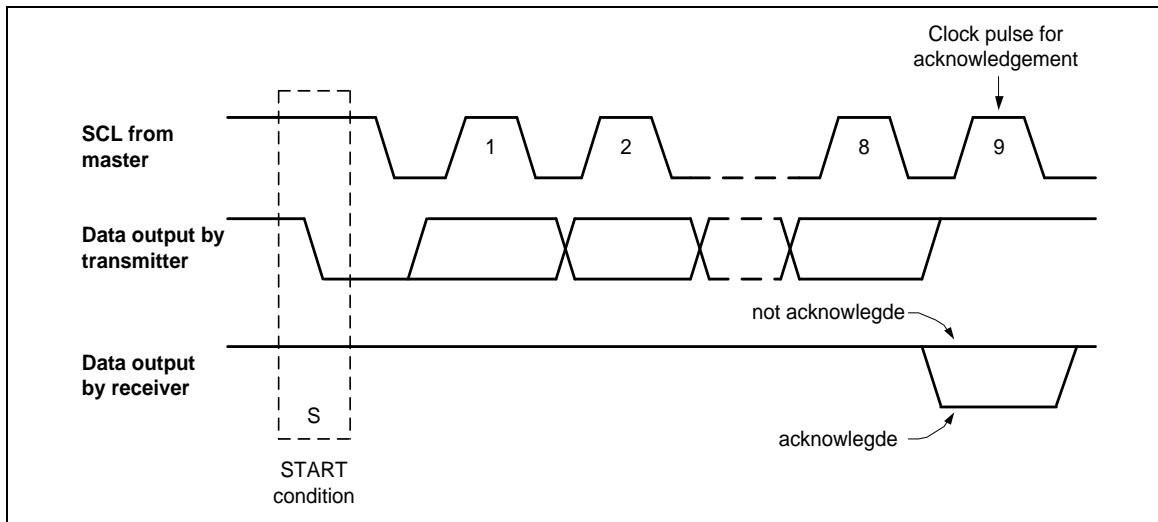 Clock pulse for
acknowledgement
SCL from
master
1
2
8
9
Data output by
transmitter
not acknowlegde
Data output
by receiver
S
acknowlegde
START
condition